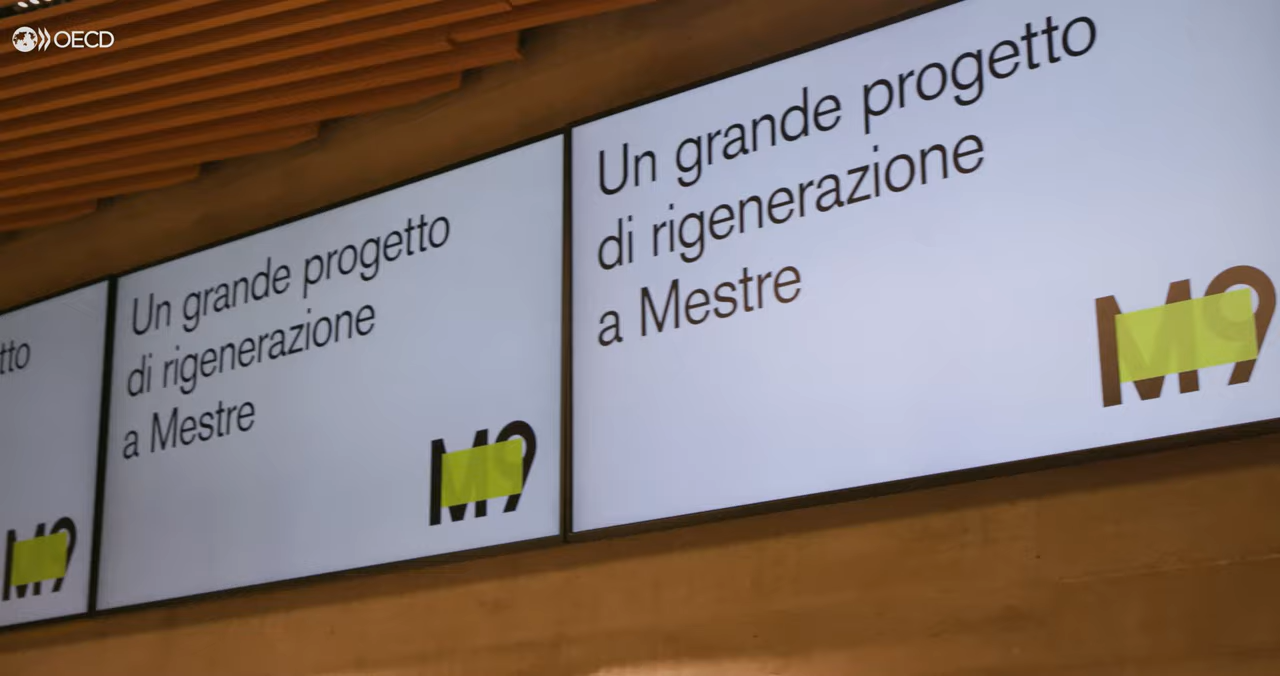 OECD
tto
M9
Un grande progetto
di rigenerazione
a Mestre
M9
Un grande progetto
di rigenerazione
a Mestre
M9